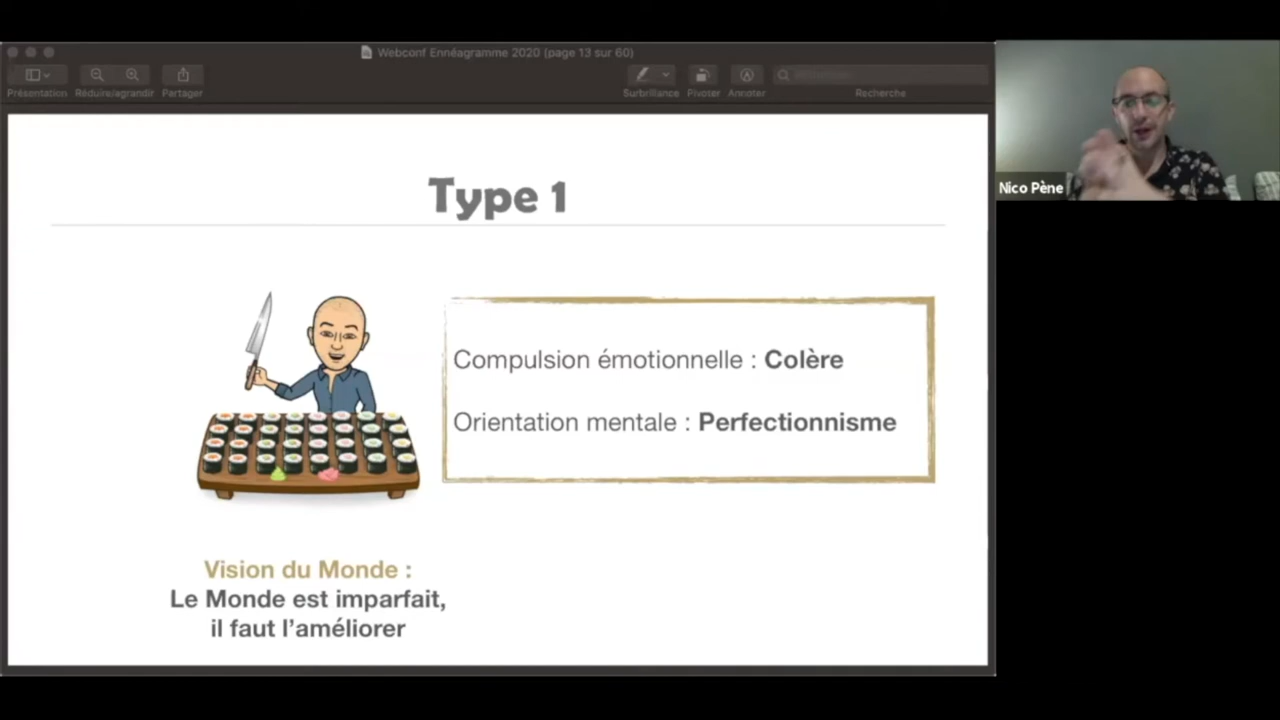 Webconf Ennéagramme 2020 (page 13 sur 60)
Présentation Réduire/agrandir Partager Surbrillance Pivoter Annoter Recherche
Nico Pène
Type 1
Compulsion émotionnelle : Colère
Orientation mentale : Perfectionnisme
Vision du Monde :
Le Monde est imparfait,
il faut l’améliorer